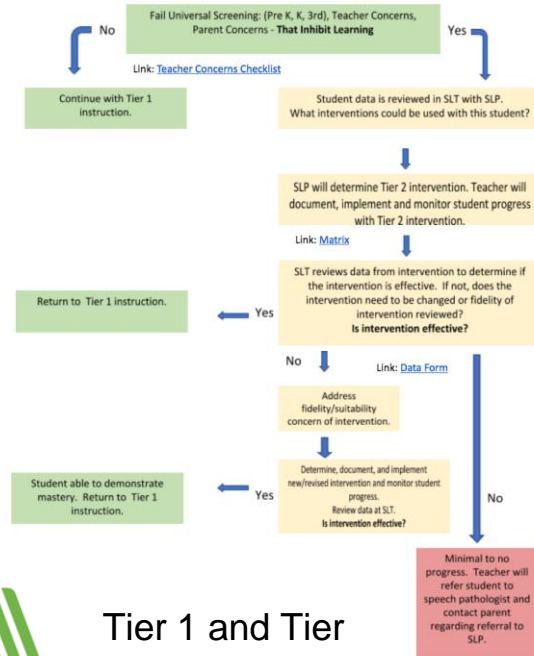 Fail Universal Screening: (Pre K, K, 3rd), Teacher Concerns,
Parent Concerns - That Inhibit Learning
No
Yes
Link: Teacher Concerns Checklist
Continue with Tier 1
instruction.
Student data is reviewed in SLT with SLP.
What interventions could be used with this student?
SLP will determine Tier 2 intervention. Teacher will
document, implement and monitor student progress
with Tier 2 intervention.
Link: Matrix
SLT reviews data from intervention to determine if
the intervention is effective. If not, does the
intervention need to be changed or fidelity of
intervention reviewed?
Is intervention effective?
Yes
Return to Tier 1 instruction.
No
Link: Data Form
Address
fidelity/suitability
concern of intervention.
Determine, document, and implement
new/revised intervention and monitor student
progress.
Review data at SLT.
Is intervention effective?
Yes
Student able to demonstrate
mastery. Return to Tier 1
instruction.
No
Minimal to no
progress. Teacher will
refer student to
speech pathologist and
contact parent
regarding referral to
SLP.
Tier 1 and Tier